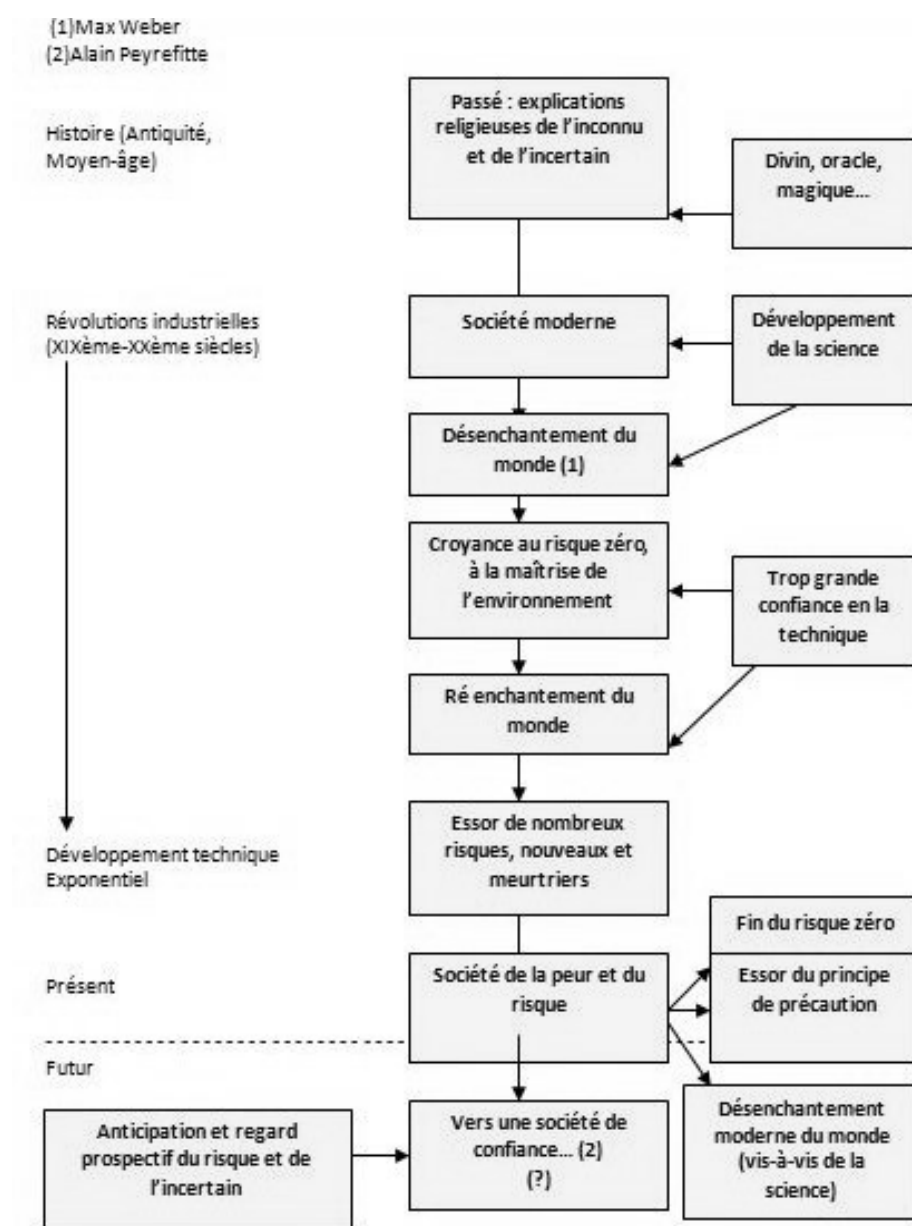 (1)Max Weber
(2)Alain Peyrefitte
Passé : explications
religieuses de l'inconnu
et de l'incertain
Histoire (Antiquité,
Moyen-âge)
Divin, oracle,
magique...
Révolutions industrielles
(XIXème-XXème siècles)
Société moderne
Développement
de la science
Désenchantement du
monde (1)
Croyance au risque zéro,
à la maîtrise de
l'environnement
Trop grande
confiance en la
technique
Ré enchantement du
monde
Essor de nombreux
risques, nouveaux et
meurtriers
Développement technique
Exponentiel
Fin du risque zéro
Présent
Société de la peur et du
risque
Essor du principe
de précaution
Futur
Anticipation et regard
prospectif du risque et de
l'incertain
Vers une société de
confiance... (2)
(?)
Désenchantement
moderne du monde
(vis-à-vis de la
science)